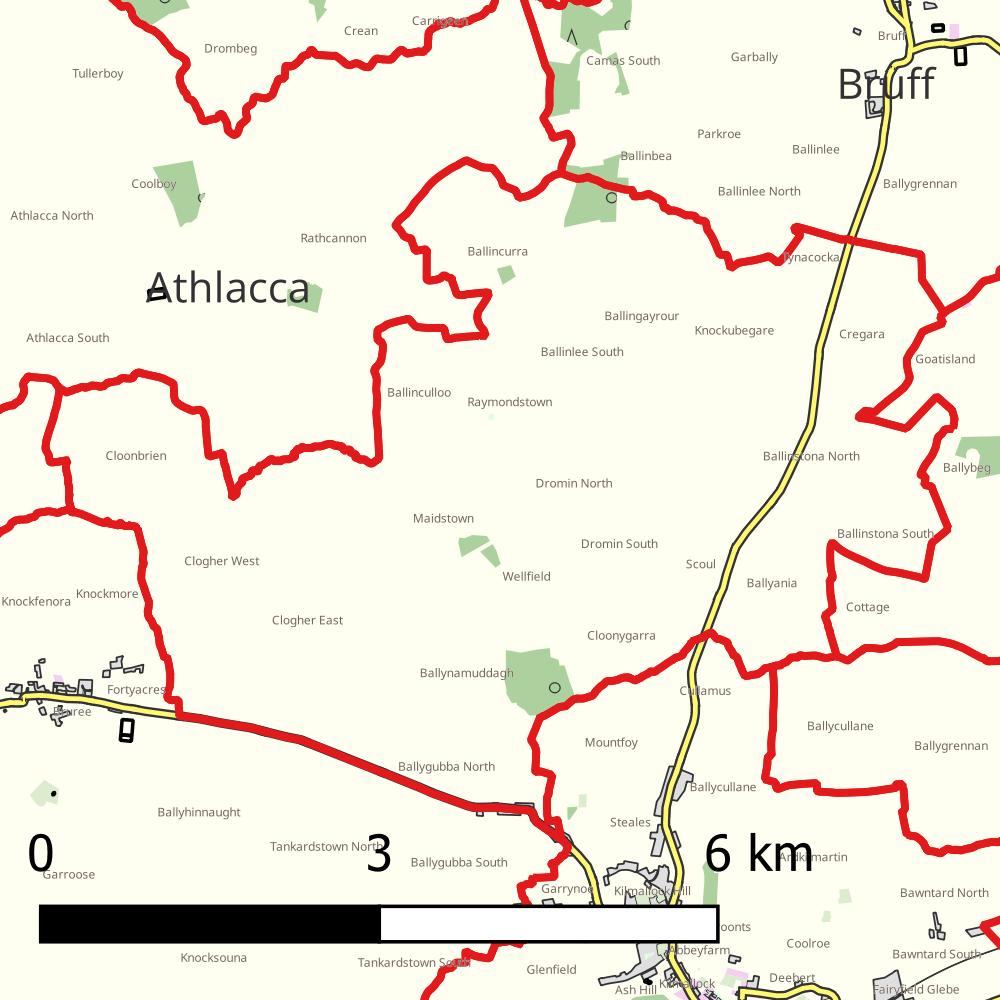 Carrigeen
Crean
Bruff
Drombeg
Garbally
Camas South
Tullerboy
Bruff
Parkroe
Ballinlee
Ballinbea
Coolboy
Ballygrennan
Ballinlee North
Athlacca North
Rathcannon
Ballincurra
Tynacocka
Athlacca
Ballingayrour
Knockubegare
Cregara
Athlacca South
Ballinlee South
Goatisland
Ballinculloo
Raymondstown
Cloonbrien
Ballinstona North
Ballybeg
Dromin North
Maidstown
Ballinstona South
Dromin South
Clogher West
Scoul
Wellfield
Ballyania
Knockfenora
Knockmore
Cottage
Clogher East
Cloonygarra
Ballynamuddagh
Fortyacres
Cullamus
Bruree
Ballycullane
Mountfoy
Ballygrennan
Ballygubba North
Ballycullane
Ballyhinnaught
Steales
Tankardstown North
0 3 6 km
Ardkilmartin
Ballygubba South
Garroose
Garrynoe
Kilmallock Hill
Bawntard North
oonts
Coolroe
Abbeyfarm
Bawntard South
Knocksouna
Tankardstown South
Glenfield
Deebert
Kilmallock
Ash Hill
Fairyfield Glebe